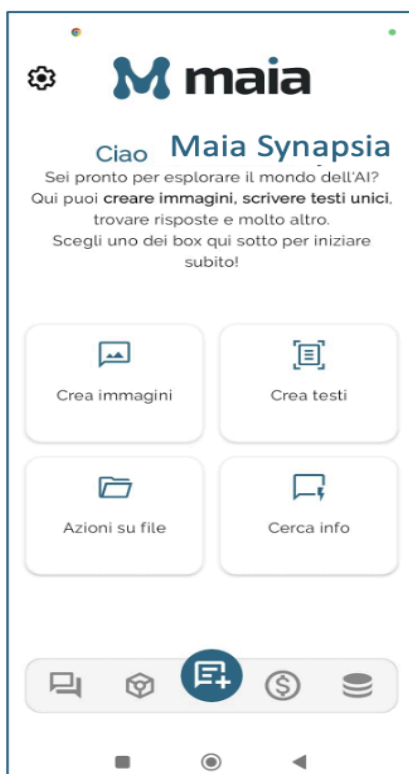 maia
Ciao Maia Synapsia
Sei pronto per esplorare il mondo dell'AI?
Qui puoi creare immagini, scrivere testi unici,
trovare risposte e molto altro.
Scegli uno dei box qui sotto per iniziare
subito!
Crea immagini
Crea testi
Azioni su file
Cerca info